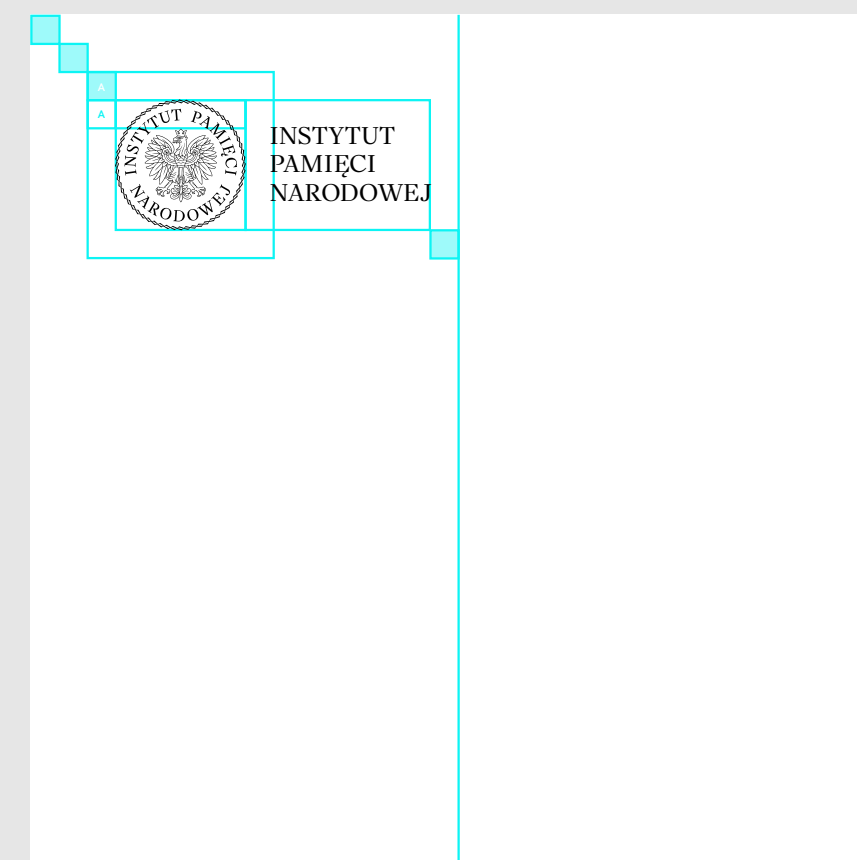 A
A
INSTYTUT PAMIĘCI
NARODOWEJ
INSTYTUT
PAMIĘCI
NARODOWEJ